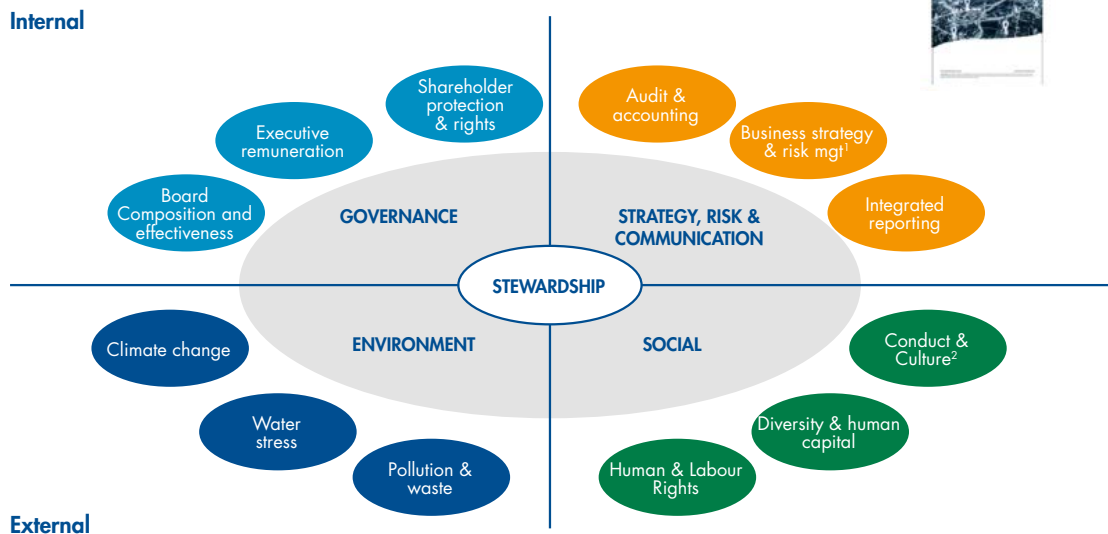 Internal
Shareholder
protection
& rights
Executive
remuneration
Board
Composition and
effectiveness
Audit &
accounting
Business strategy
& risk mgt¹
Integrated
reporting
GOVERNANCE
STRATEGY, RISK &
COMMUNICATION
STEWARDSHIP
ENVIRONMENT
SOCIAL
Climate change
Water
stress
Pollution &
waste
Conduct &
Culture²
Diversity & human
capital
Human & Labour
Rights
External